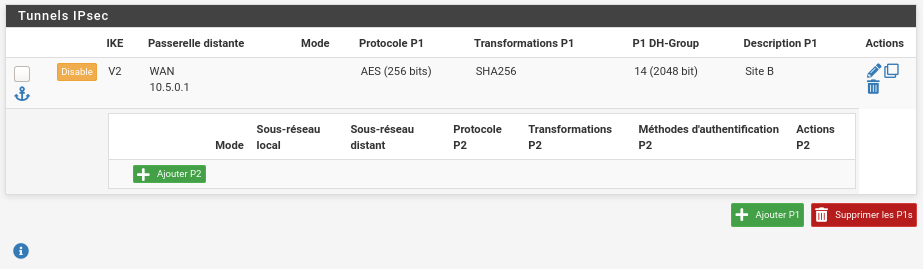 Tunnels IPsec
IKE Passerelle distante Mode Protocole P1 Transformations P1 P1 DH-Group Description P1 Actions
Disable V2 WAN AES (256 bits) SHA256 14 (2048 bit) Site B
10.5.0.1
Mode Sous-réseau local Sous-réseau distant Protocole P2 Transformations P2 Méthodes d'authentification P2 Actions P2
Ajouter P2
Ajouter P1 Supprimer les P1s